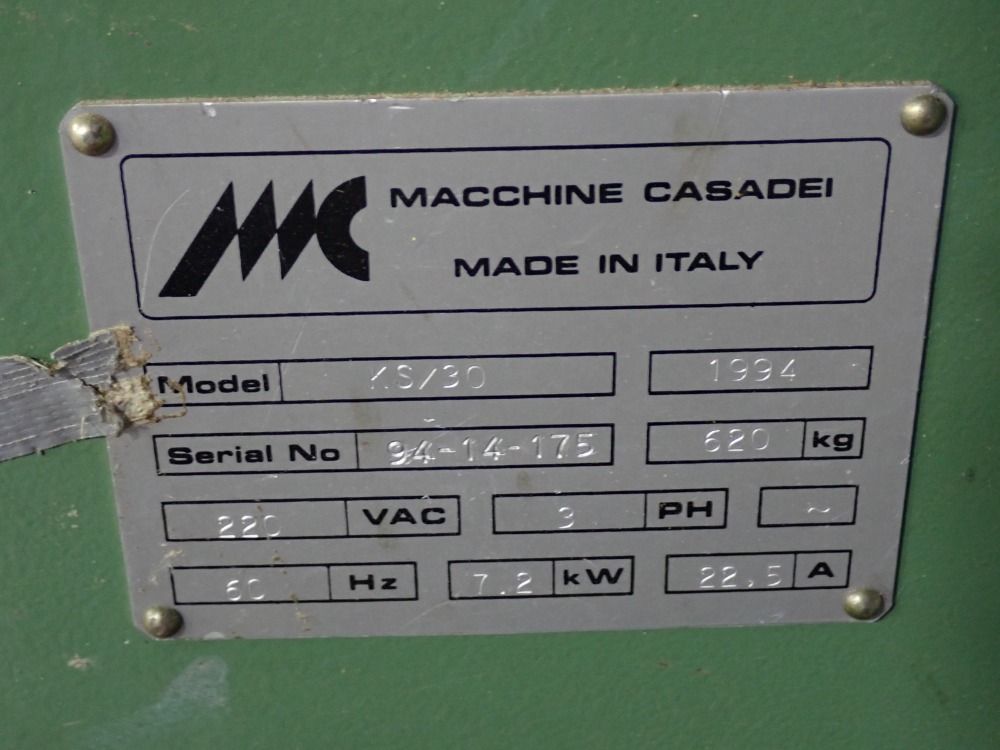 MC MACCHINE CASADEI
MADE IN ITALY
Model KS/30 1994
Serial No 94-14-175 620 kg
220 VAC 3 PH ~
60 Hz 7.2 kW 22,5 A